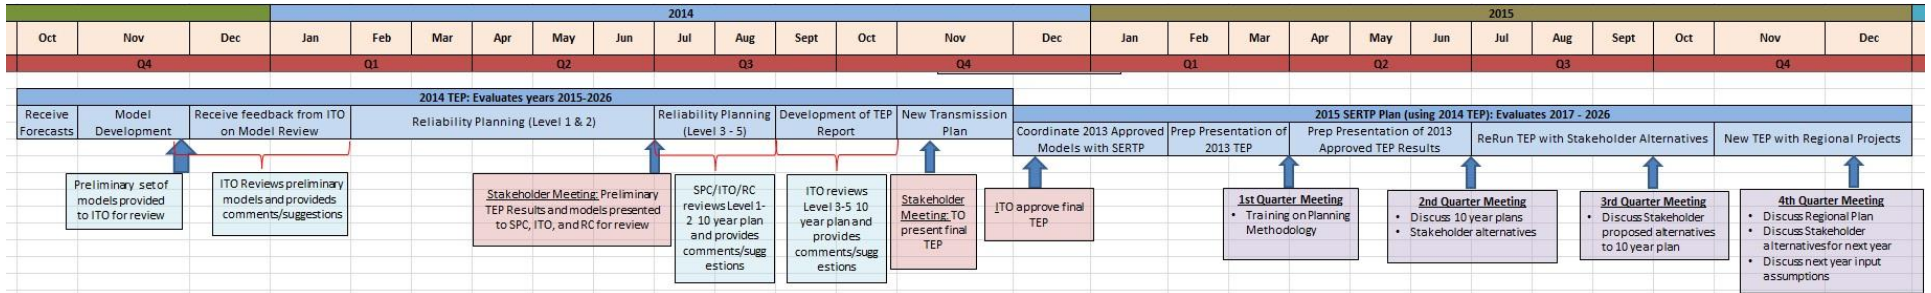 2014
2015
Oct Nov Dec Jan Feb Mar Apr May Jun Jul Aug Sept Oct Nov Dec Jan Feb Mar Apr May Jun Jul Aug Sept Oct Nov Dec
Q4 Q1 Q2 Q3 Q4 Q1 Q2 Q3 Q4
2014 TEP: Evaluates years 2015-2026
Receive
Forecasts
Model
Development
Receive feedback from ITO
on Model Review
Reliability Planning (Level 1 & 2)
Reliability Planning
(Level 3 - 5)
Development of TEP
Report
New Transmission
Plan
2015 SERTP Plan (using 2014 TEP): Evaluates 2017 - 2026
Coordinate 2013 Approved
Models with SERTP
Prep Presentation of
2013 TEP
Prep Presentation of 2013
Approved TEP Results
ReRun TEP with Stakeholder Alternatives
New TEP with Regional Projects
Preliminary set of
models provided
to ITO for review
ITO Reviews preliminary
models and provideds
comments/suggestions
Stakeholder Meeting: Preliminary
TEP Results and models presented
to SPC, ITO, and RC for review
SPC/ITO/RC
reviews Level 1-
2 10 year plan
and provides
comments/sugg
estions
ITO reviews
Level 3-5 10
year plan and
provides
comments/sugg
estions
Stakeholder
Meeting: TO
present final
TEP
ITO approve final
TEP
1st Quarter Meeting
• Training on Planning
Methodology
2nd Quarter Meeting
• Discuss 10 year plans
• Stakeholder alternatives
3rd Quarter Meeting
• Discuss Stakeholder
proposed alternatives
to 10 year plan
4th Quarter Meeting
• Discuss Regional Plan
• Discuss Stakeholder
alternatives for next year
• Discuss next year input
assumptions